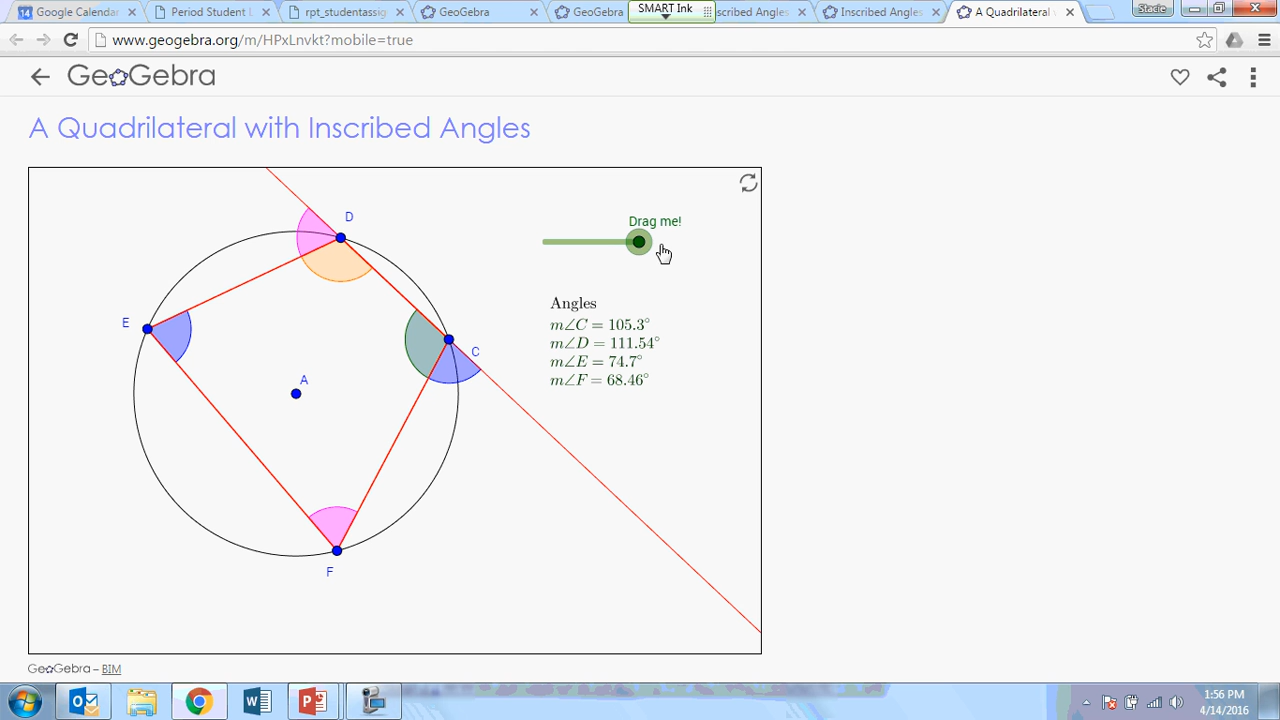 Google Calendar
Period Student L
rpt_studentassig
GeoGebra
GeoGebra
SMART Ink
scribed Angles
Inscribed Angles
A Quadrilateral w
Stacie
www.geogebra.org/m/HPxLnvkt?mobile=true
GeoGebra
A Quadrilateral with Inscribed Angles
Drag me!
D
E
C
A
F
Angles
m∠C = 105.3°
m∠D = 111.54°
m∠E = 74.7°
m∠F = 68.46°
GeoGebra – BIM
1:56 PM
4/14/2016